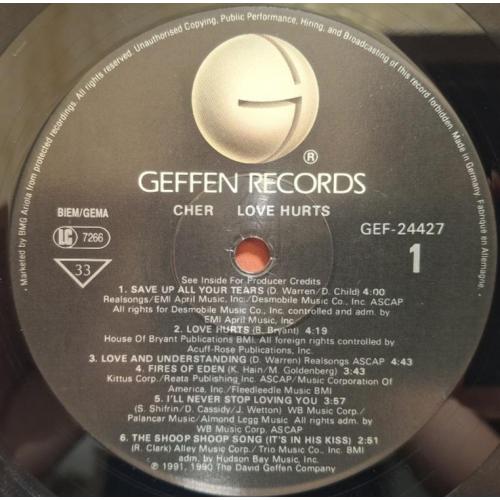 Unauthorised Copying, Public Performance, Hiring, and Broadcasting of this record forbidden. Made in Germany. Fabriqué en Allemagne
• Marketed by BMG Ariola from protected recordings. All rights reserved.
G
®
GEFFEN RECORDS
CHER LOVE HURTS
BIEM/GEMA
GEF-24427
LC 7266
1
33
See Inside For Producer Credits
1. SAVE UP ALL YOUR TEARS (D. Warren/D. Child) 4:00
Realsongs/EMI April Music, Inc./Desmobile Music Co., Inc. ASCAP
All rights for Desmobile Music Co., Inc. controlled and adm. by
EMI April Music, Inc.
2. LOVE HURTS (B. Bryant) 4:19
House Of Bryant Publications BMI. All foreign rights controlled by
Acuff-Rose Publications, Inc.
3. LOVE AND UNDERSTANDING (D. Warren) Realsongs ASCAP 4:43
4. FIRES OF EDEN (K. Hain/M. Goldenberg) 3:43
Kittus Corp./Reata Publishing Inc. ASCAP/Music Corporation Of
America, Inc./Fleedleedle Music BMI
5. I'LL NEVER STOP LOVING YOU 3:57
(S. Shifrin/D. Cassidy/J. Wetton) WB Music Corp./
Palancar Music/Almond Legg Music Corp. All rights adm. by
WB Music Corp. ASCAP
6. THE SHOOP SHOOP SONG (IT'S IN HIS KISS) 2:51
(R. Clark) Alley Music Corp./Trio Music Co., Inc. BMI
adm. by Hudson Bay Music, Inc.
℗ 1991, 1990 The David Geffen Company